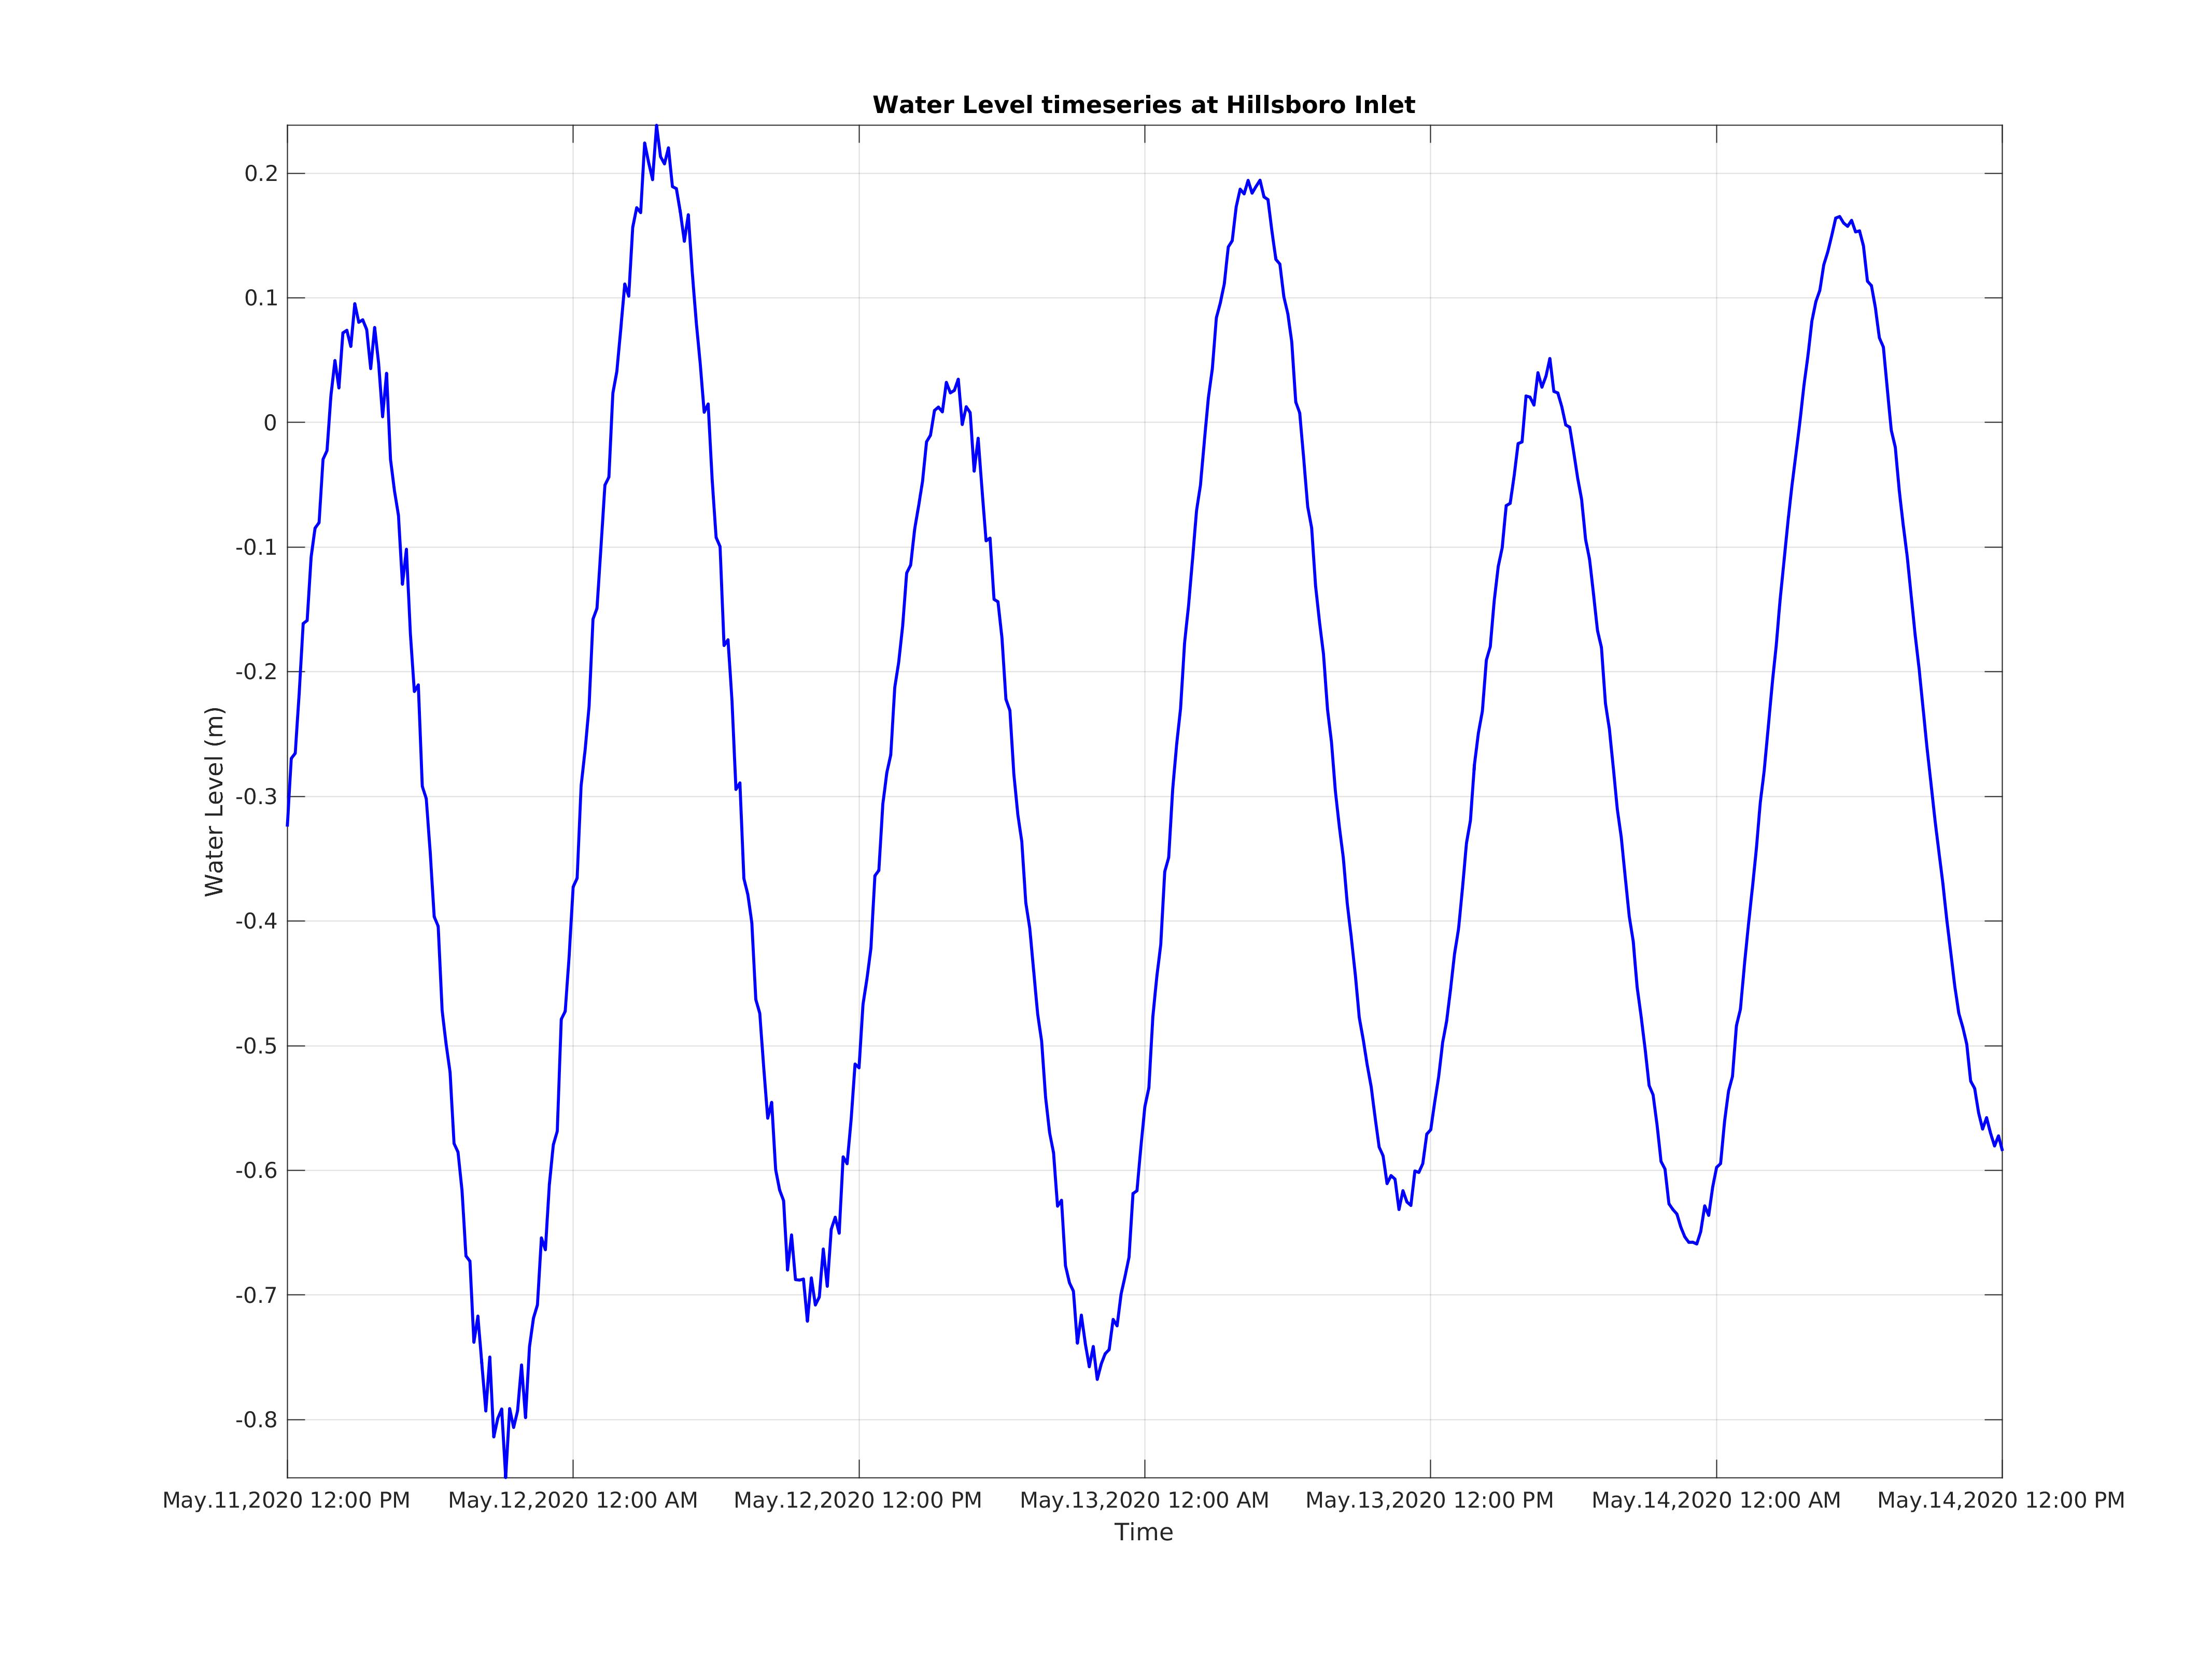 Water Level timeseries at Hillsboro Inlet
0.2
0.1
0
-0.1
-0.2
-0.3
-0.4
-0.5
-0.6
-0.7
-0.8
Water Level (m)
May.11,2020 12:00 PM
May.12,2020 12:00 AM
May.12,2020 12:00 PM
May.13,2020 12:00 AM
May.13,2020 12:00 PM
May.14,2020 12:00 AM
May.14,2020 12:00 PM
Time